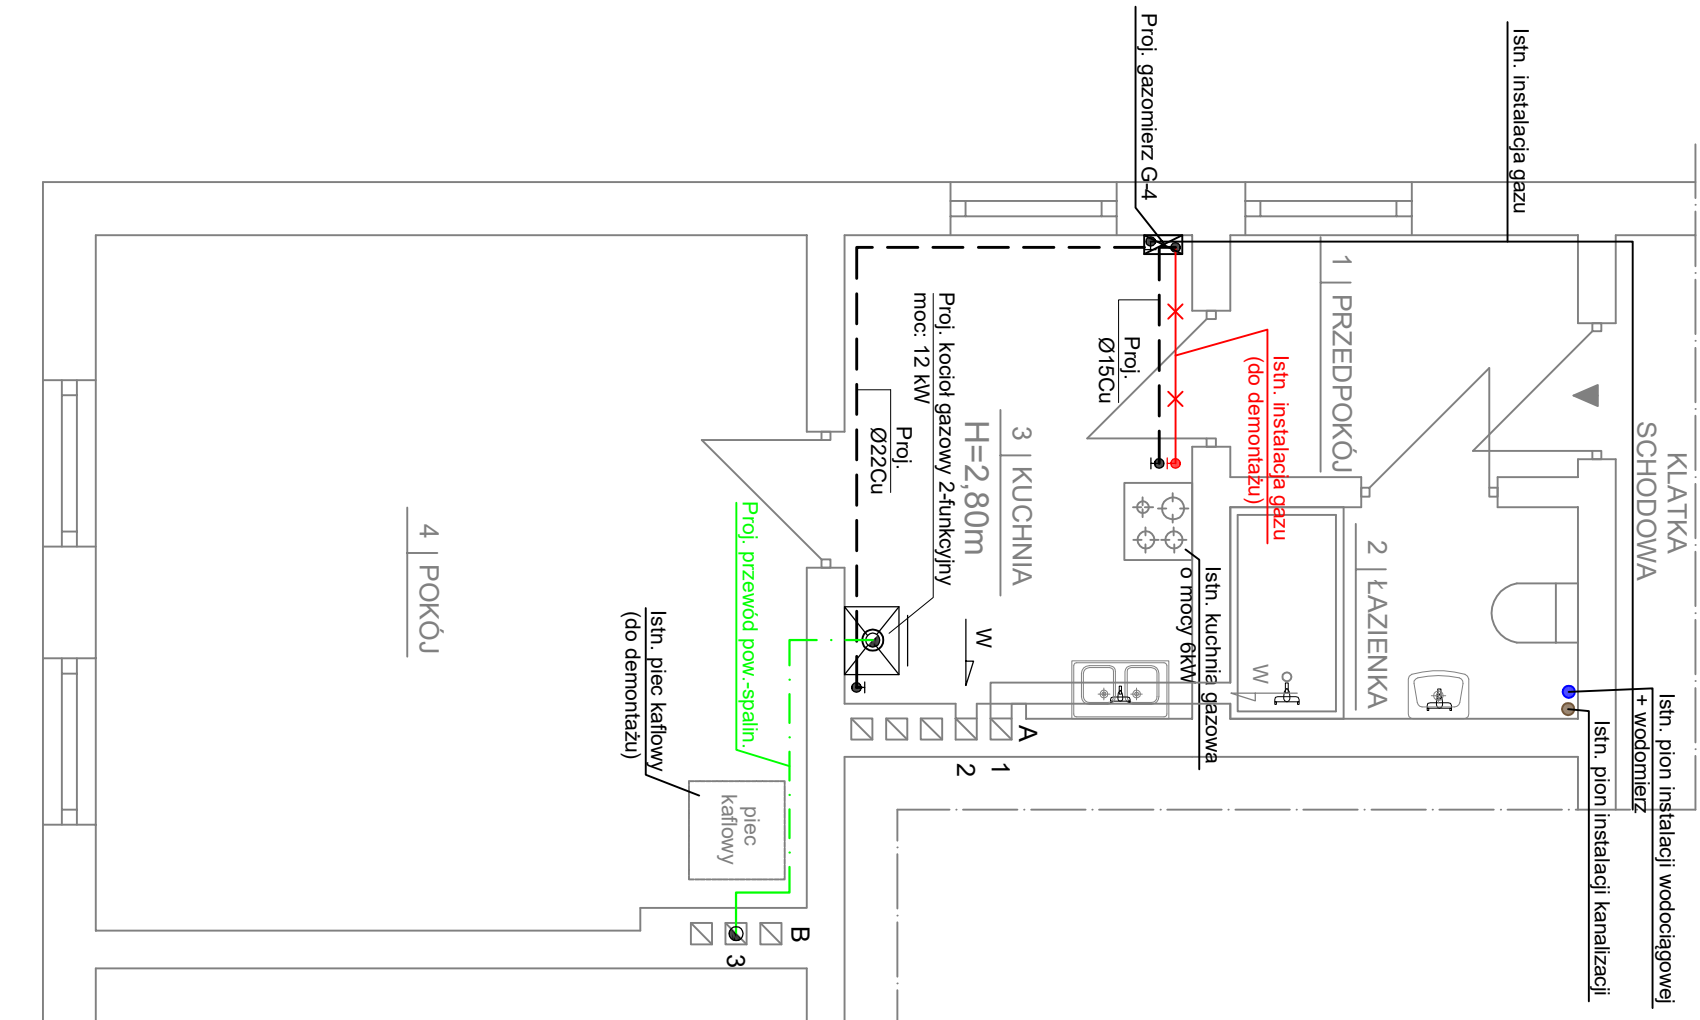 Istn. instalacja gazu
Proj. gazomierz G-4
KLATKA
SCHODOWA
1 | PRZEDPOKÓJ
Istn. instalacja gazu
(do demontażu)
Proj.
Ø15Cu
3 | KUCHNIA
H=2,80m
Proj. kocioł gazowy 2-funkcyjny
moc: 12 kW
Proj.
Ø22Cu
2 | ŁAZIENKA
W
Istn. kuchnia gazowa
o mocy 6kW
W
Istn. pion instalacji wodociągowej
+ wodomierz
Istn. pion instalacji kanalizacji
A
1
2
4 | POKÓJ
Proj. przewód pow.-spalin.
Istn. piec kaflowy
(do demontażu)
piec
kaflowy
B
3